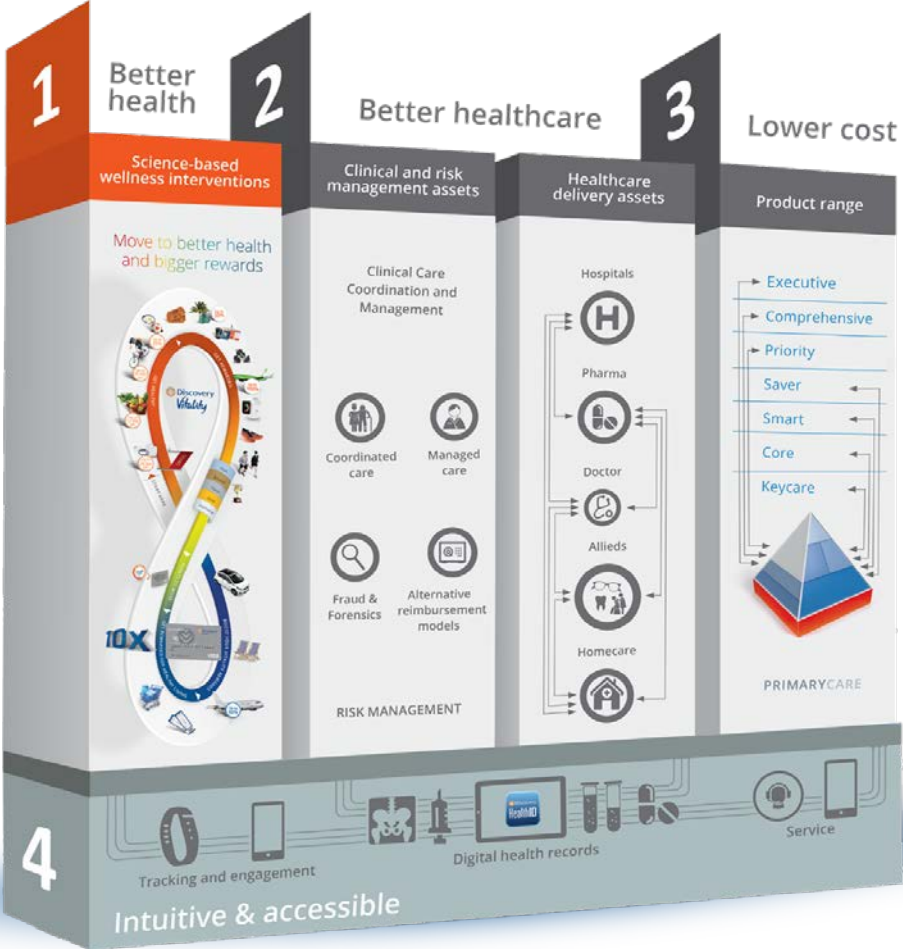 1
Better
health
2
Better healthcare
3
Lower cost
Science-based
wellness interventions
Move to better health
and bigger rewards
Discovery
Vitality
10X
Clinical and risk
management assets
Clinical Care
Coordination and
Management
Coordinated
care
Managed
care
Fraud &
Forensics
Alternative
reimbursement
models
RISK MANAGEMENT
Healthcare
delivery assets
Hospitals
H
Pharma
Doctor
Allieds
Homecare
Product range
Executive
Comprehensive
Priority
Saver
Smart
Core
Keycare
PRIMARYCARE
4
Tracking and engagement
HealthID
Digital health records
Service
Intuitive & accessible